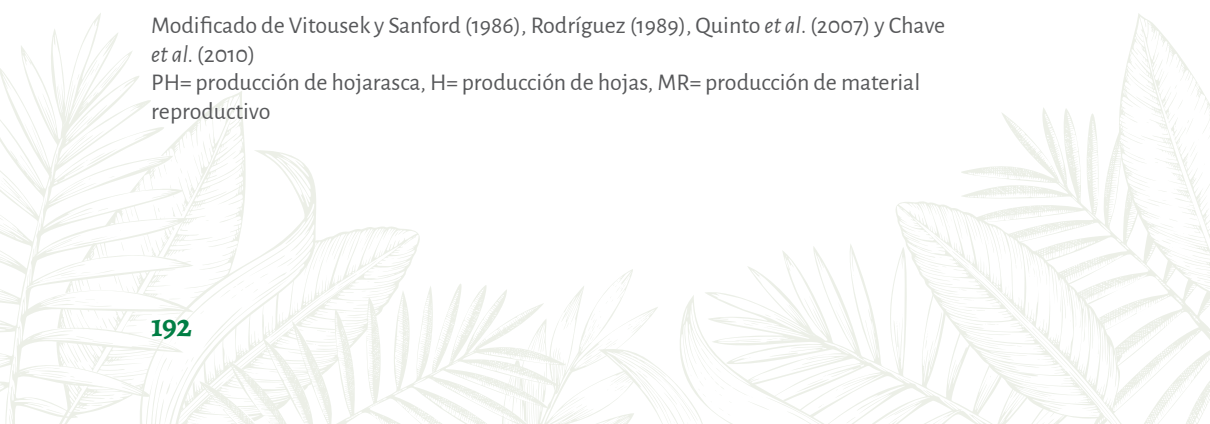 Modificado de Vitousek y Sanford (1986), Rodríguez (1989), Quinto et al. (2007) y Chave
et al. (2010)
PH= producción de hojarasca, H= producción de hojas, MR= producción de material
reproductivo
192